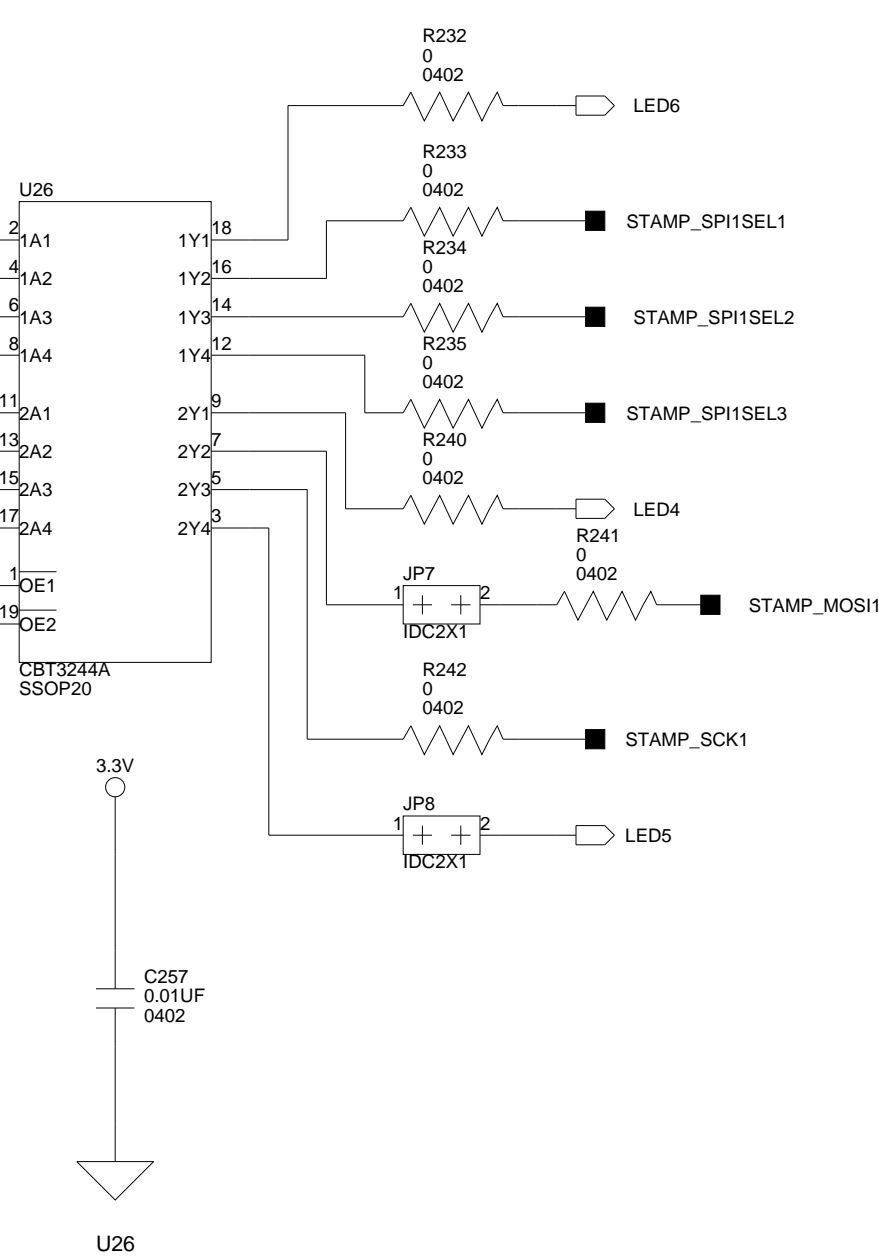 R232
0
0402
LED6
R233
0
0402
STAMP_SPI1SEL1
R234
0
0402
STAMP_SPI1SEL2
R235
0
0402
STAMP_SPI1SEL3
R240
0
0402
LED4
R241
0
0402
JP7
1 2
IDC2X1
STAMP_MOSI1
R242
0
0402
STAMP_SCK1
JP8
1 2
IDC2X1
LED5
U26
2 1A1 1Y1 18
4 1A2 1Y2 16
6 1A3 1Y3 14
8 1A4 1Y4 12
11 2A1 2Y1 9
13 2A2 2Y2 7
15 2A3 2Y3 5
17 2A4 2Y4 3
1 OE1
19 OE2
CBT3244A
SSOP20
3.3V
C257
0.01UF
0402
U26